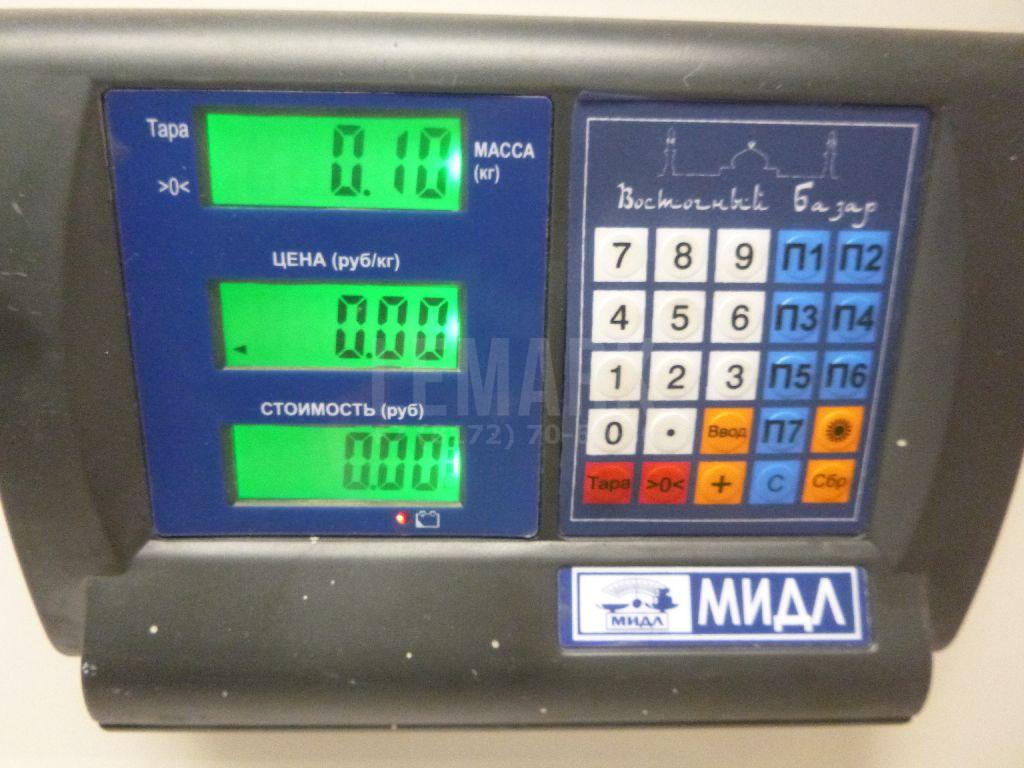 Тара
0.10
МАССА
(кг)
>0<
ЦЕНА (руб/кг)
0.00
СТОИМОСТЬ (руб)
0.00
Восточный Базар
7 8 9 П1 П2
4 5 6 П3 П4
1 2 3 П5 П6
0 . Ввод П7
Тара >0< + С Сбр
МИДЛ
МИДЛ